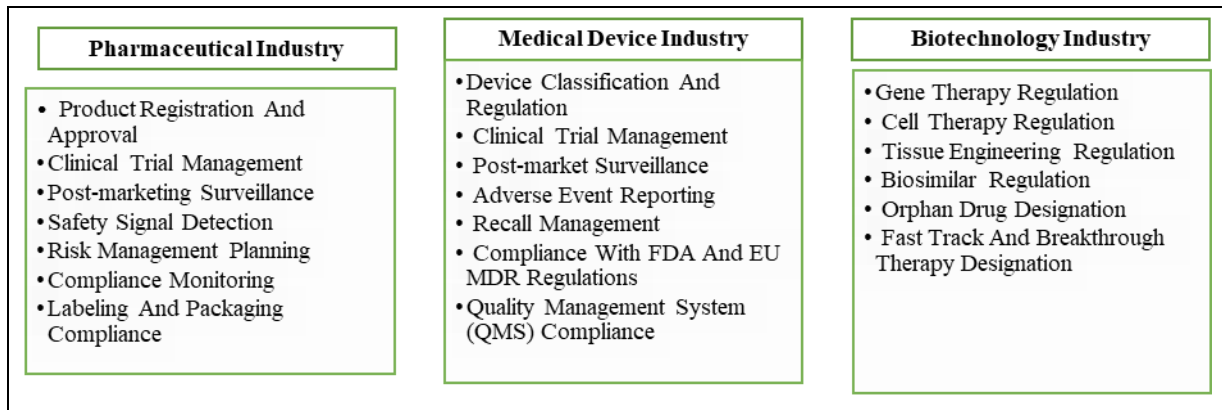 Pharmaceutical Industry
• Product Registration And
Approval
•Clinical Trial Management
•Post-marketing Surveillance
•Safety Signal Detection
•Risk Management Planning
•Compliance Monitoring
•Labeling And Packaging
Compliance
Medical Device Industry
•Device Classification And
Regulation
• Clinical Trial Management
• Post-market Surveillance
• Adverse Event Reporting
• Recall Management
• Compliance With FDA And EU
MDR Regulations
•Quality Management System
(QMS) Compliance
Biotechnology Industry
•Gene Therapy Regulation
• Cell Therapy Regulation
• Tissue Engineering Regulation
• Biosimilar Regulation
• Orphan Drug Designation
• Fast Track And Breakthrough
Therapy Designation